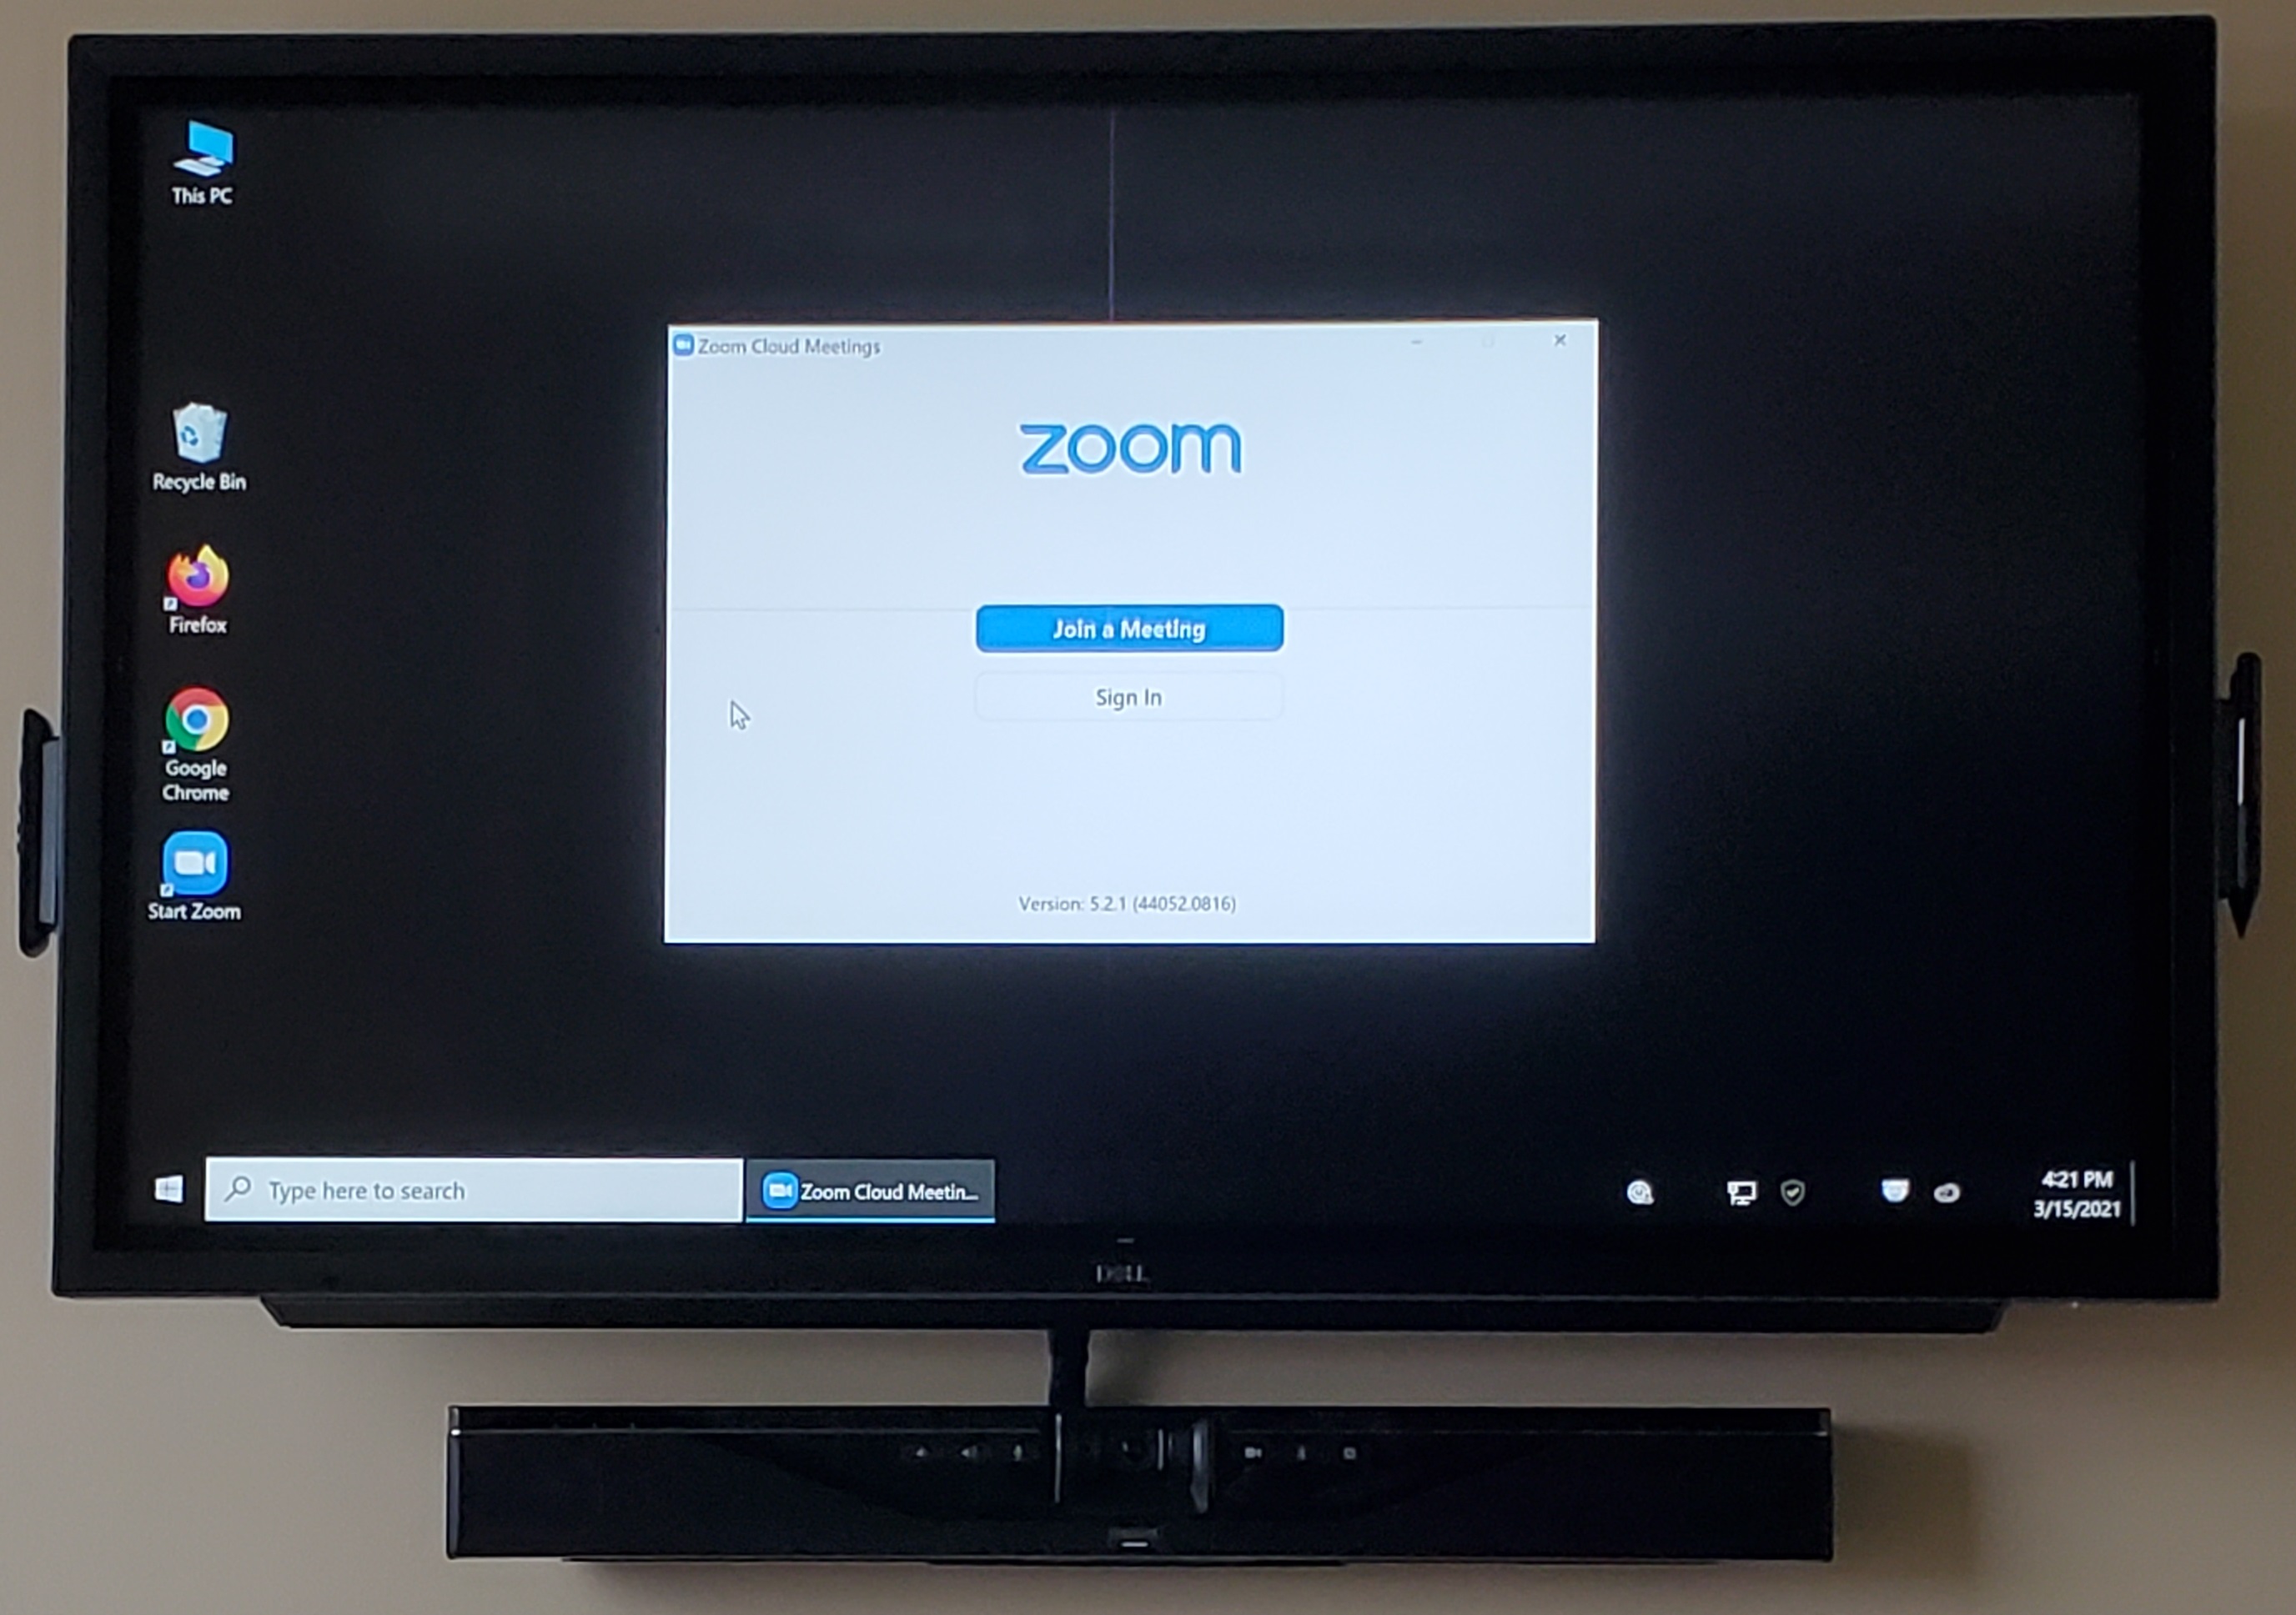 This PC
Recycle Bin
Firefox
Google
Chrome
Start Zoom
Zoom Cloud Meetings
zoom
Join a Meeting
Sign In
Version: 5.2.1 (44052.0816)
Type here to search
Zoom Cloud Meetin...
4:21 PM
3/15/2021
DELL